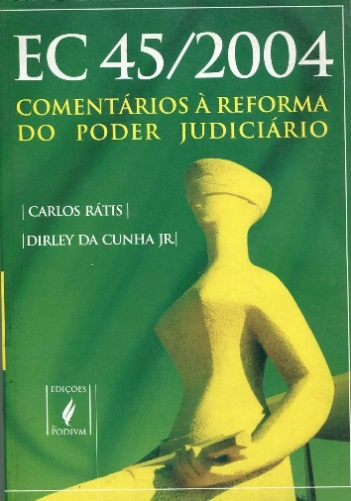 EC 45/2004
COMENTÁRIOS À REFORMA
DO PODER JUDICIÁRIO
|CARLOS RÁTIS|
|DIRLEY DA CUNHA JR|
EDIÇÕES
PODIVM